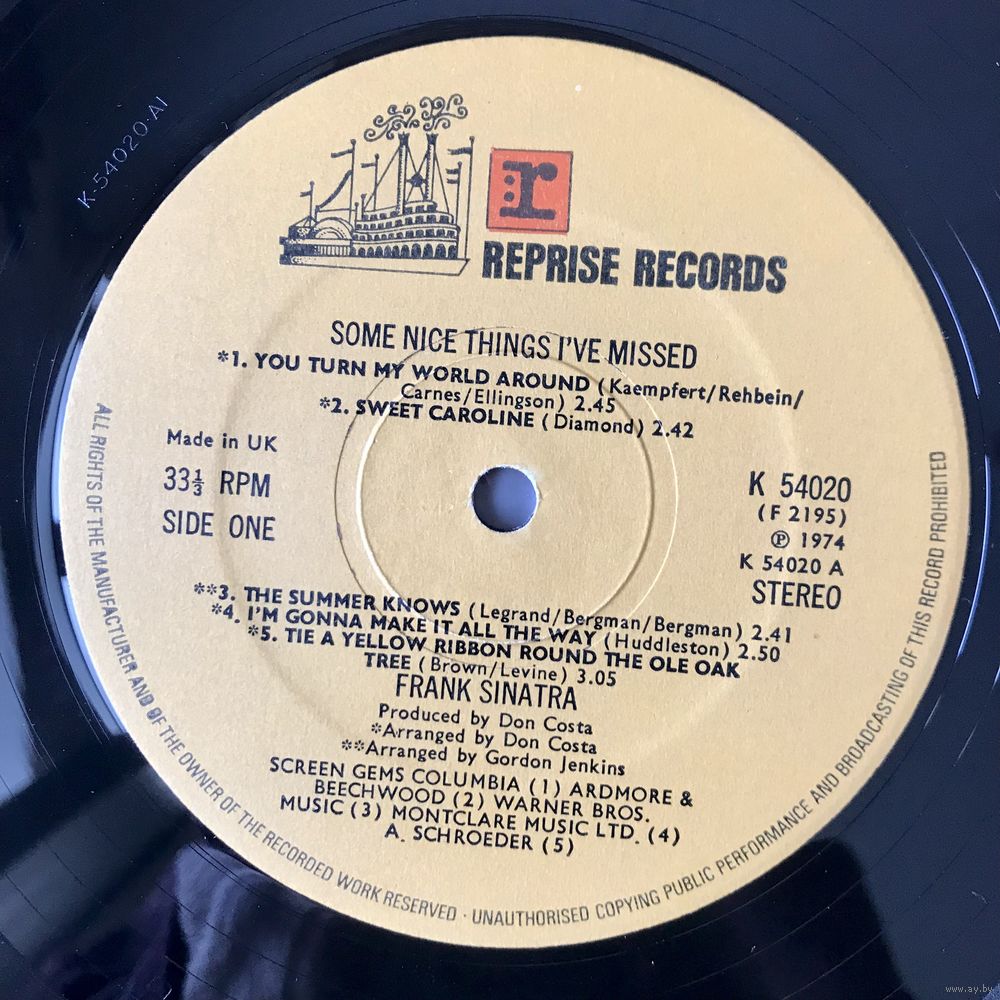 K·54020·A1
r
REPRISE RECORDS
SOME NICE THINGS I'VE MISSED
*1. YOU TURN MY WORLD AROUND (Kaempfert/Rehbein/
Carnes/Ellingson) 2.45
*2. SWEET CAROLINE (Diamond) 2.42
Made in UK
33⅓ RPM
SIDE ONE
K 54020
(F 2195)
℗ 1974
K 54020 A
STEREO
**3. THE SUMMER KNOWS (Legrand/Bergman/Bergman) 2.41
*4. I'M GONNA MAKE IT ALL THE WAY (Huddleston) 2.50
*5. TIE A YELLOW RIBBON ROUND THE OLE OAK
TREE (Brown/Levine) 3.05
FRANK SINATRA
Produced by Don Costa
*Arranged by Don Costa
**Arranged by Gordon Jenkins
SCREEN GEMS COLUMBIA (1) ARDMORE &
BEECHWOOD (2) WARNER BROS.
MUSIC (3) MONTCLARE MUSIC LTD. (4)
A. SCHROEDER (5)
ALL RIGHTS OF THE MANUFACTURER AND OF THE OWNER OF THE RECORDED WORK RESERVED · UNAUTHORISED COPYING PUBLIC PERFORMANCE AND BROADCASTING OF THIS RECORD PROHIBITED
www.ay.by